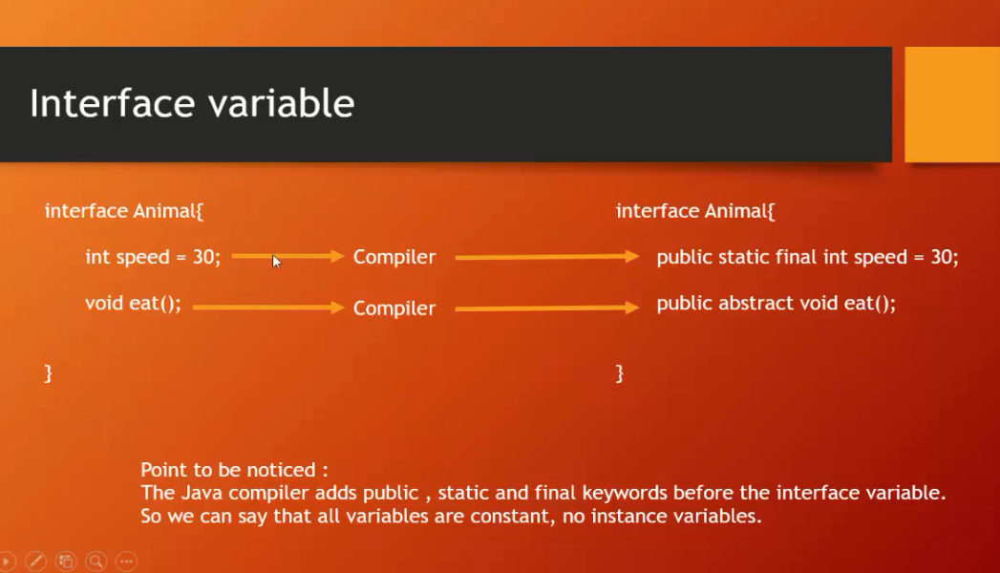 Interface variable
interface Animal{
int speed = 30;
void eat();
}
Compiler
Compiler
interface Animal{
public static final int speed = 30;
public abstract void eat();
}
Point to be noticed :
The Java compiler adds public , static and final keywords before the interface variable.
So we can say that all variables are constant, no instance variables.